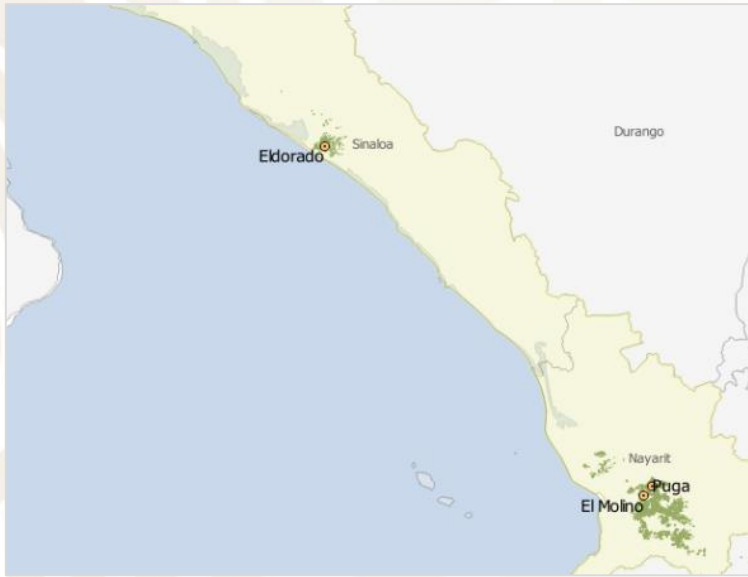 Durango
Sinaloa
Eldorado
Nayarit
Puga
El Molino